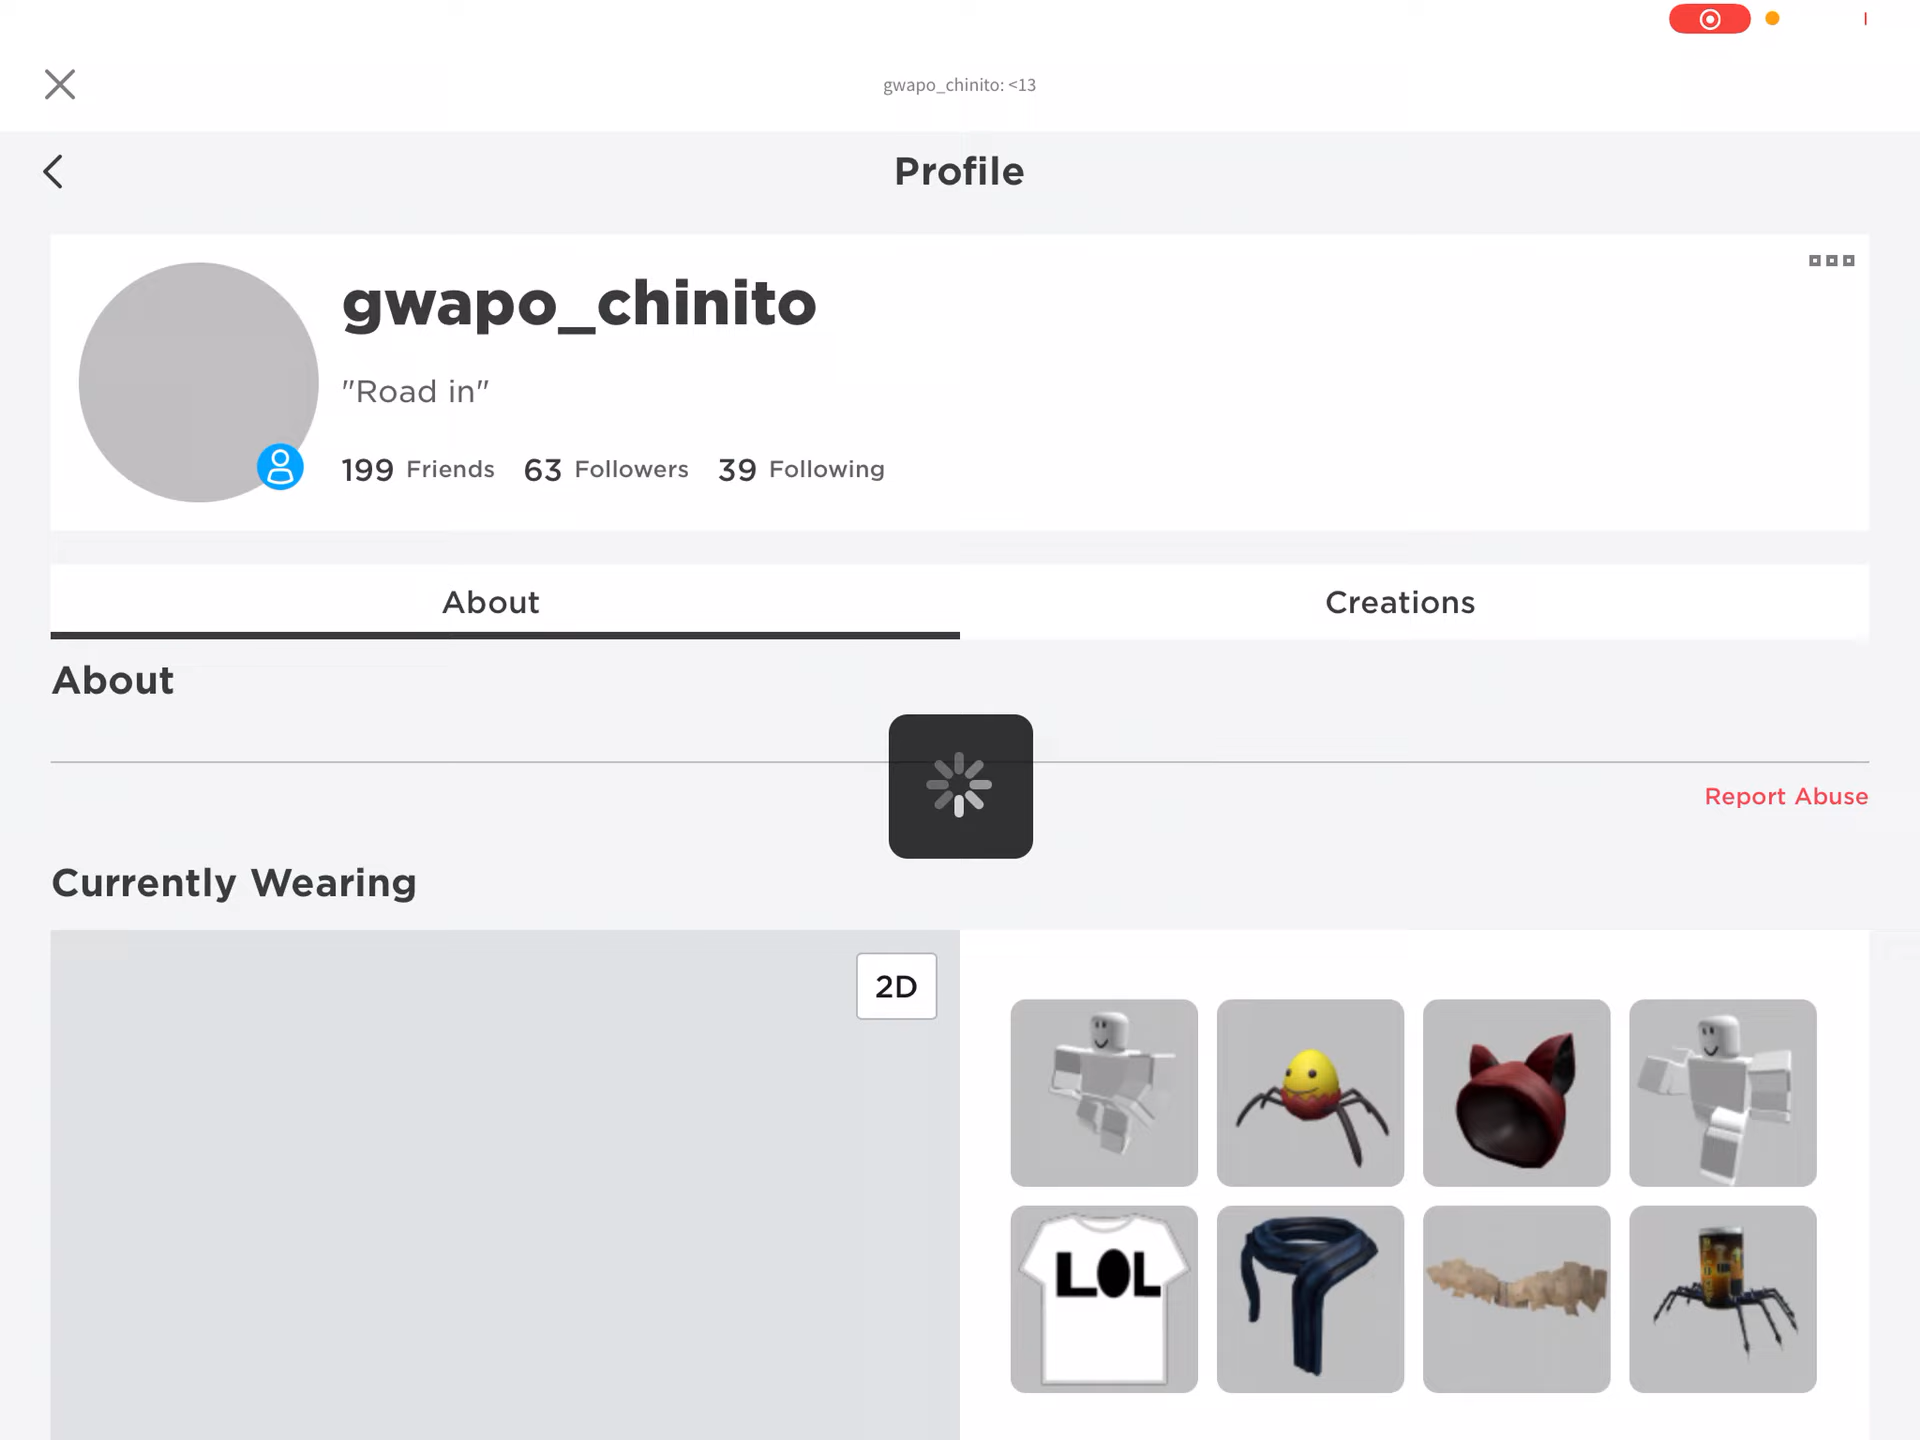 gwapo_chinito: <13
Profile
gwapo_chinito
"Road in"
199 Friends 63 Followers 39 Following
About Creations
About
Report Abuse
Currently Wearing
2D
LOL